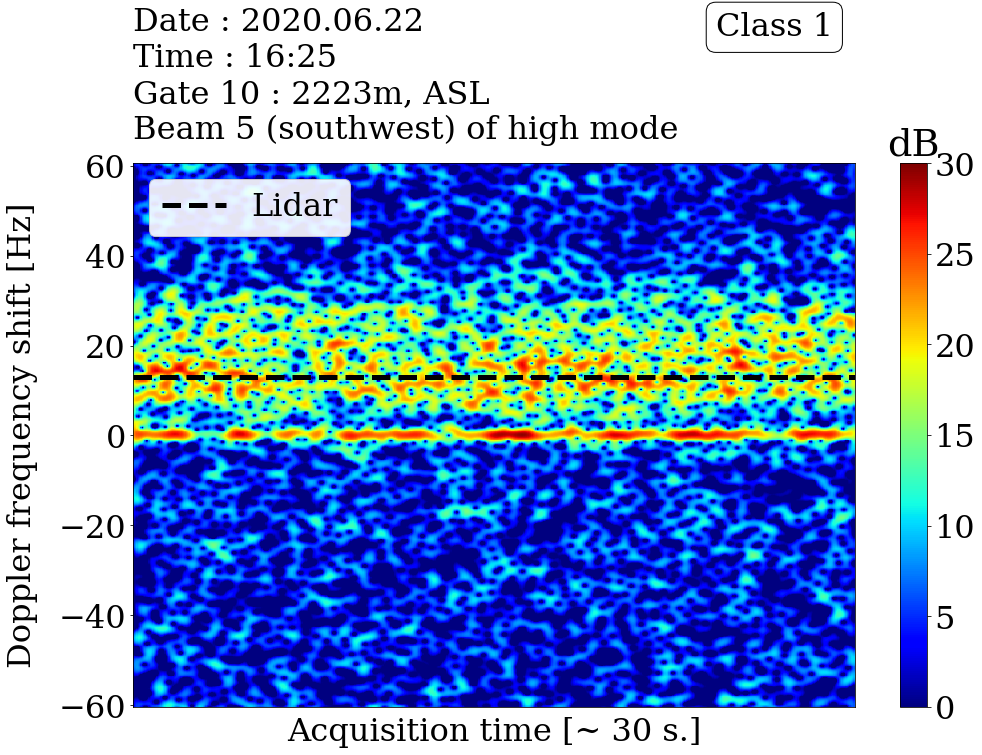 Date : 2020.06.22
Time : 16:25
Gate 10 : 2223m, ASL
Beam 5 (southwest) of high mode
Class 1
dB
Lidar
Doppler frequency shift [Hz]
60
40
20
0
−20
−40
−60
30
25
20
15
10
5
0
Acquisition time [~ 30 s.]